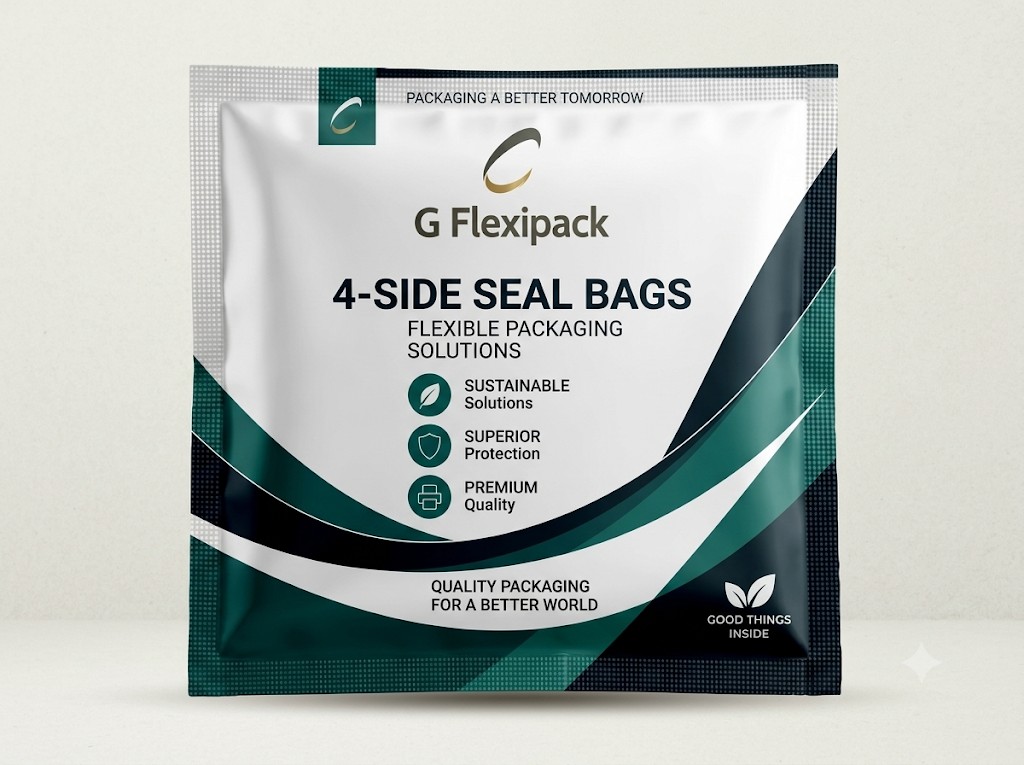 PACKAGING A BETTER TOMORROW
G Flexipack
4-SIDE SEAL BAGS
FLEXIBLE PACKAGING
SOLUTIONS
SUSTAINABLE
Solutions
SUPERIOR
Protection
PREMIUM
Quality
QUALITY PACKAGING
FOR A BETTER WORLD
GOOD THINGS
INSIDE